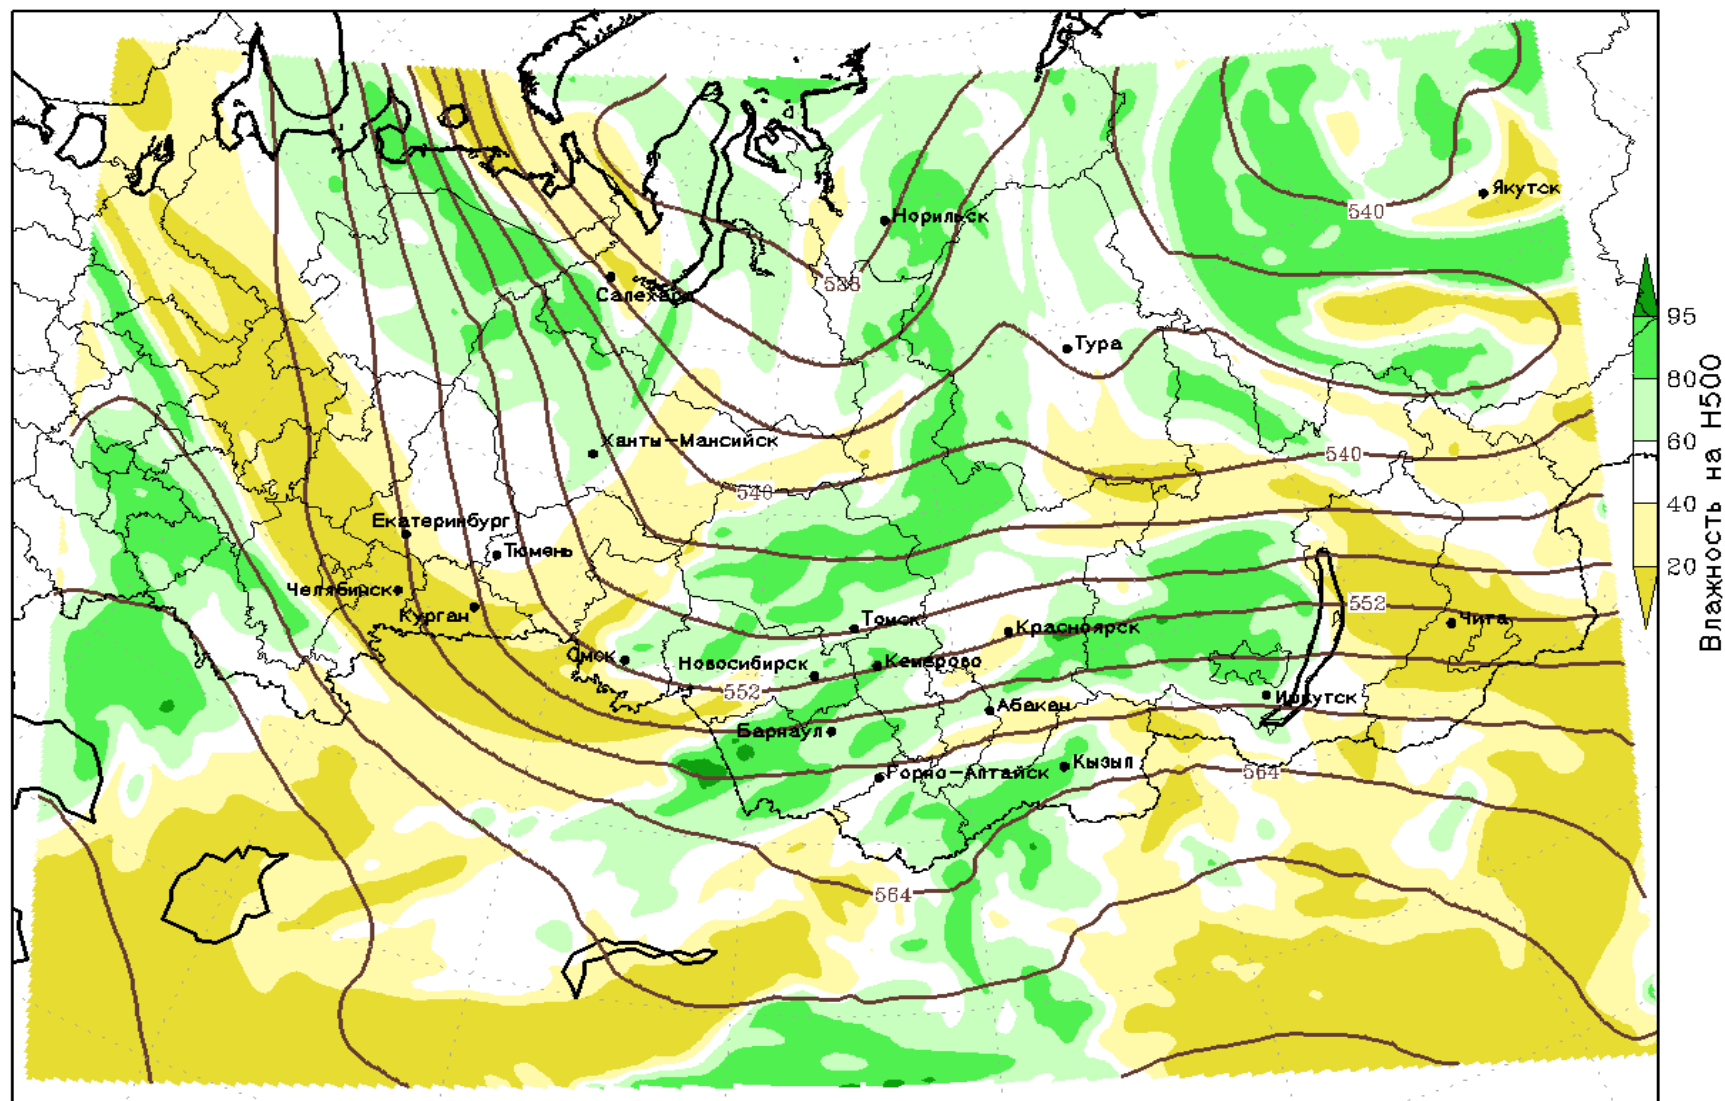 Якутск
540
Норильск
528
Салехард
Тура
95
80
Ханты-Мансийск
60
540
540
40
Екатеринбург
Тюмень
20
Челябинск
Курган
552
Томск
Чита
Красноярск
Омск
Новосибирск
Кемерово
552
Иркутск
Абакан
Барнаул
Кызыл
Горно-Алтайск
564
564
Влажность на H500